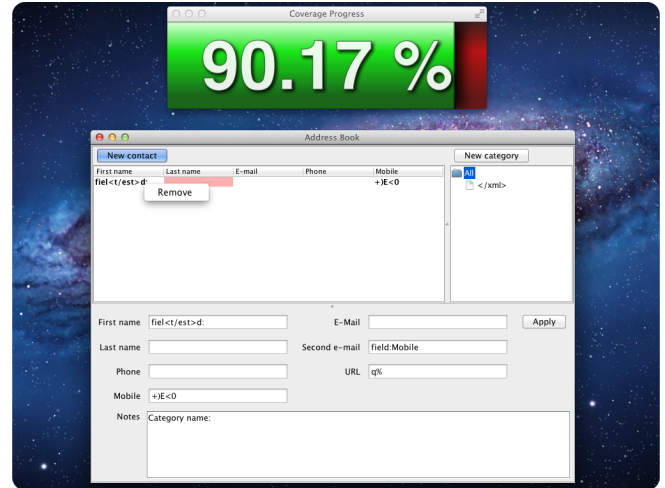 Coverage Progress
90.17 %
Address Book
New contact
New category
First name Last name E-mail Phone Mobile
fiel<t/est>d: +)E<0
All
Remove
</xml>
First name fiel<t/est>d: E-Mail Apply
Last name Second e-mail field:Mobile
Phone URL q%
Mobile +)E<0
Notes Category name: